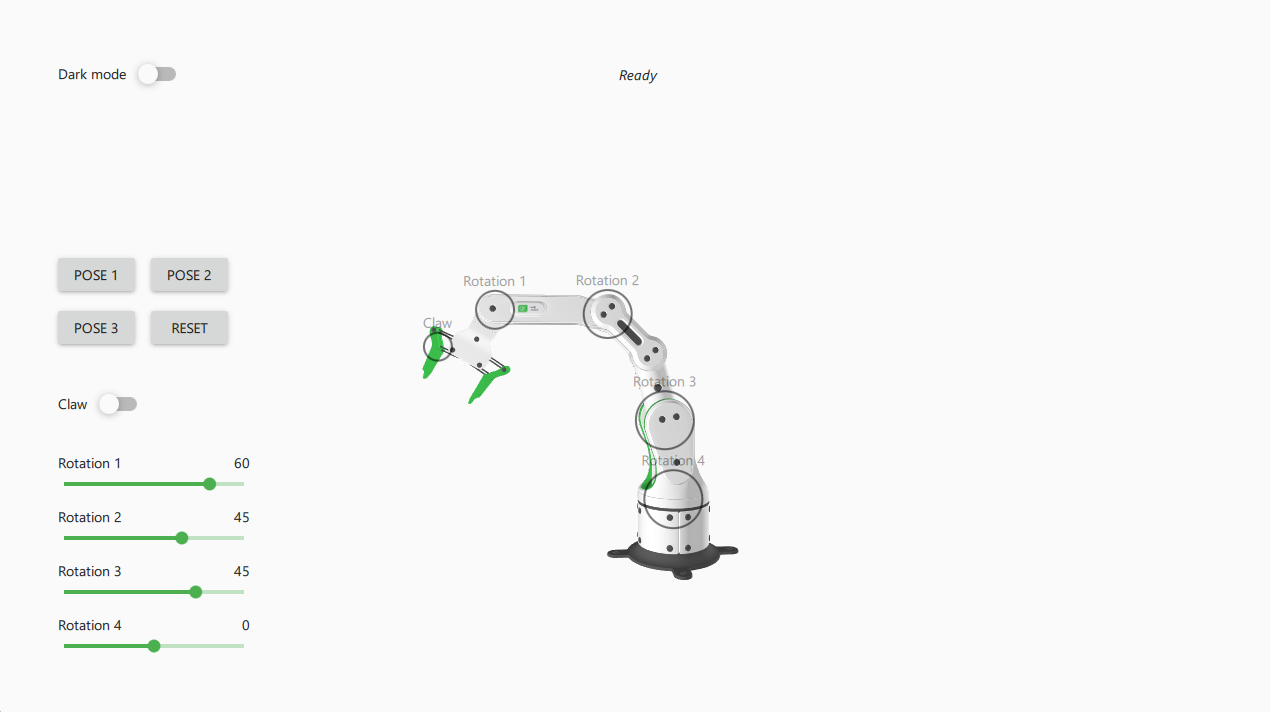 Dark mode
Ready
POSE 1
POSE 2
POSE 3
RESET
Claw
Rotation 1 60
Rotation 2 45
Rotation 3 45
Rotation 4 0
Rotation 1
Rotation 2
Claw
Rotation 3
Rotation 4